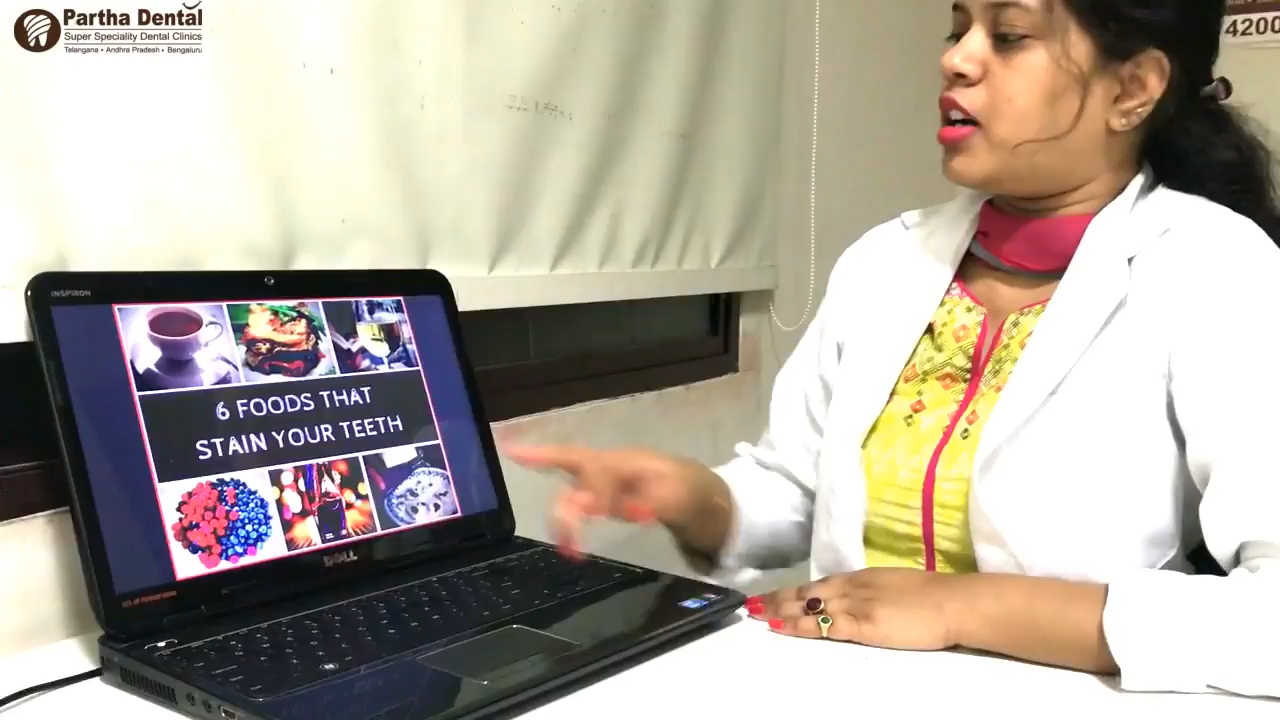 Partha Dental
Super Speciality Dental Clinics
Telangana • Andhra Pradesh • Bengaluru
4200
INSPIRON
6 FOODS THAT
STAIN YOUR TEETH
DELL